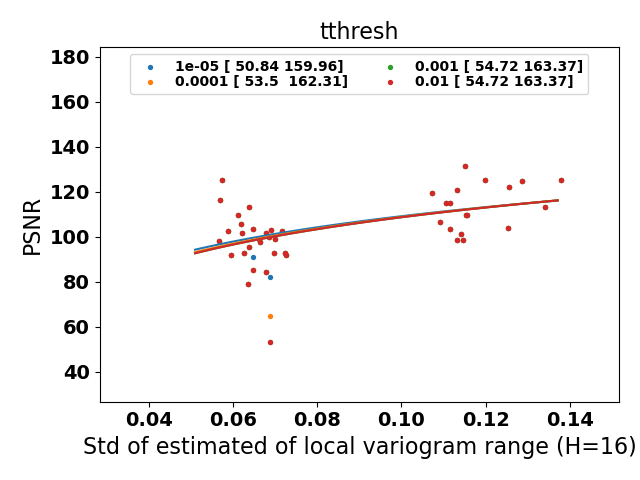 tthresh
1e-05 [ 50.84 159.96]
0.0001 [ 53.5  162.31]
0.001 [ 54.72 163.37]
0.01 [ 54.72 163.37]
180
160
140
120
100
80
60
40
PSNR
0.04 0.06 0.08 0.10 0.12 0.14
Std of estimated of local variogram range (H=16)